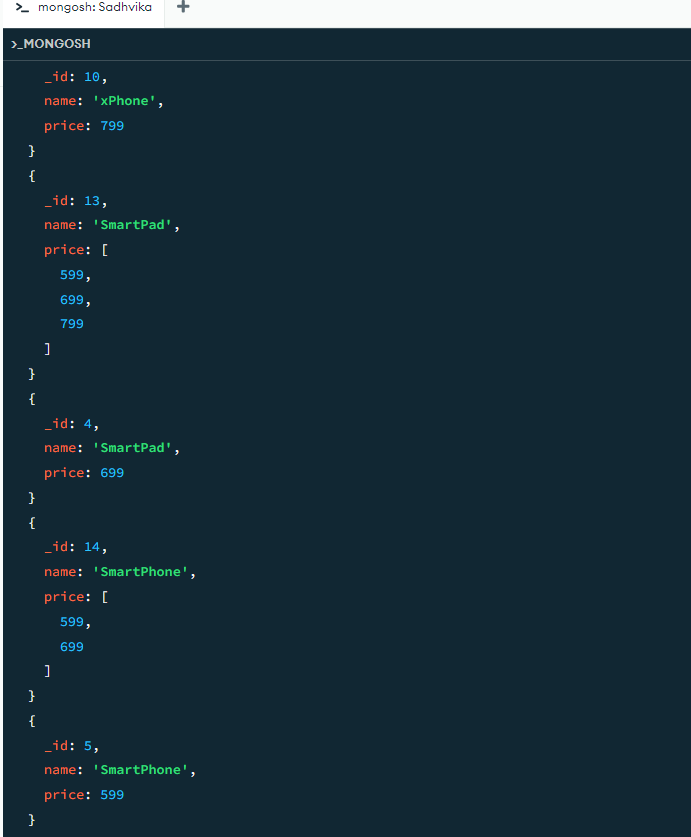 >_ mongosh: Sadhvika +
>_MONGOSH
_id: 10,
name: 'xPhone',
price: 799
}
{
_id: 13,
name: 'SmartPad',
price: [
599,
699,
799
]
}
{
_id: 4,
name: 'SmartPad',
price: 699
}
{
_id: 14,
name: 'SmartPhone',
price: [
599,
699
]
}
{
_id: 5,
name: 'SmartPhone',
price: 599
}